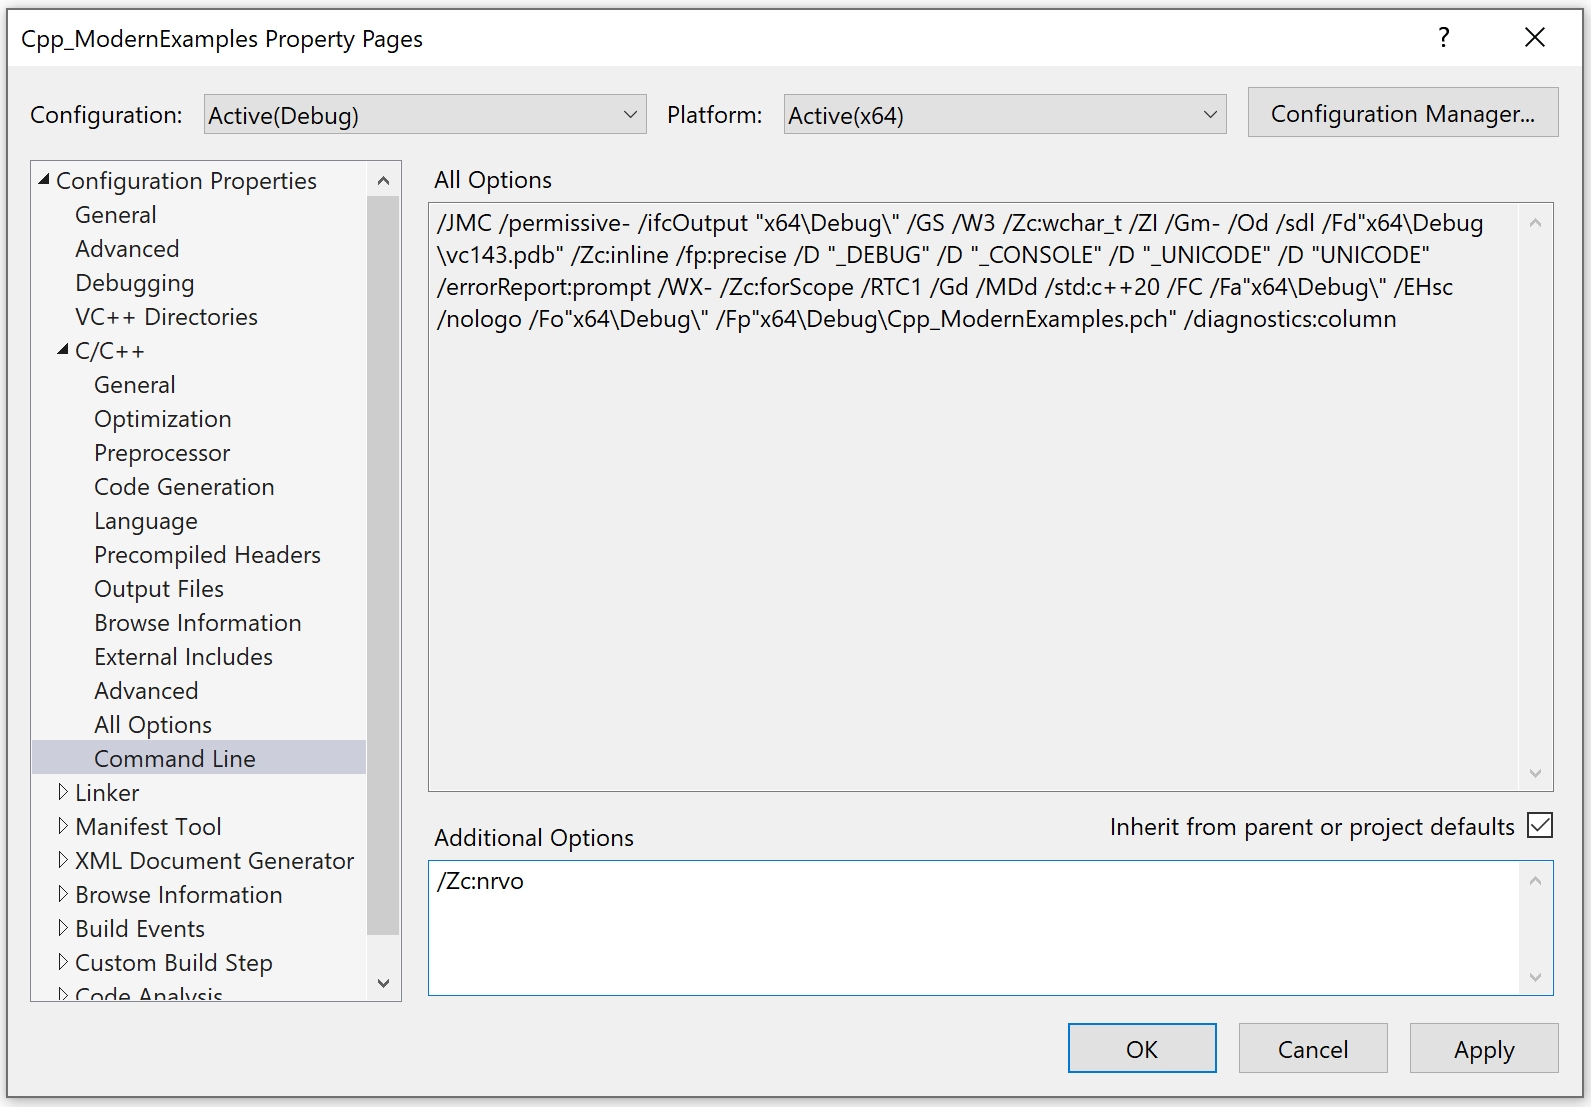 Cpp_ModernExamples Property Pages
?
Configuration:
Active(Debug)
Platform:
Active(x64)
Configuration Manager...
Configuration Properties
General
Advanced
Debugging
VC++ Directories
C/C++
General
Optimization
Preprocessor
Code Generation
Language
Precompiled Headers
Output Files
Browse Information
External Includes
Advanced
All Options
Command Line
Linker
Manifest Tool
XML Document Generator
Browse Information
Build Events
Custom Build Step
Code Analysis
All Options
/JMC /permissive- /ifcOutput "x64\Debug\" /GS /W3 /Zc:wchar_t /ZI /Gm- /Od /sdl /Fd"x64\Debug
\vc143.pdb" /Zc:inline /fp:precise /D "_DEBUG" /D "_CONSOLE" /D "_UNICODE" /D "UNICODE"
/errorReport:prompt /WX- /Zc:forScope /RTC1 /Gd /MDd /std:c++20 /FC /Fa"x64\Debug\" /EHsc
/nologo /Fo"x64\Debug\" /Fp"x64\Debug\Cpp_ModernExamples.pch" /diagnostics:column
Inherit from parent or project defaults
Additional Options
/Zc:nrvo
OK
Cancel
Apply